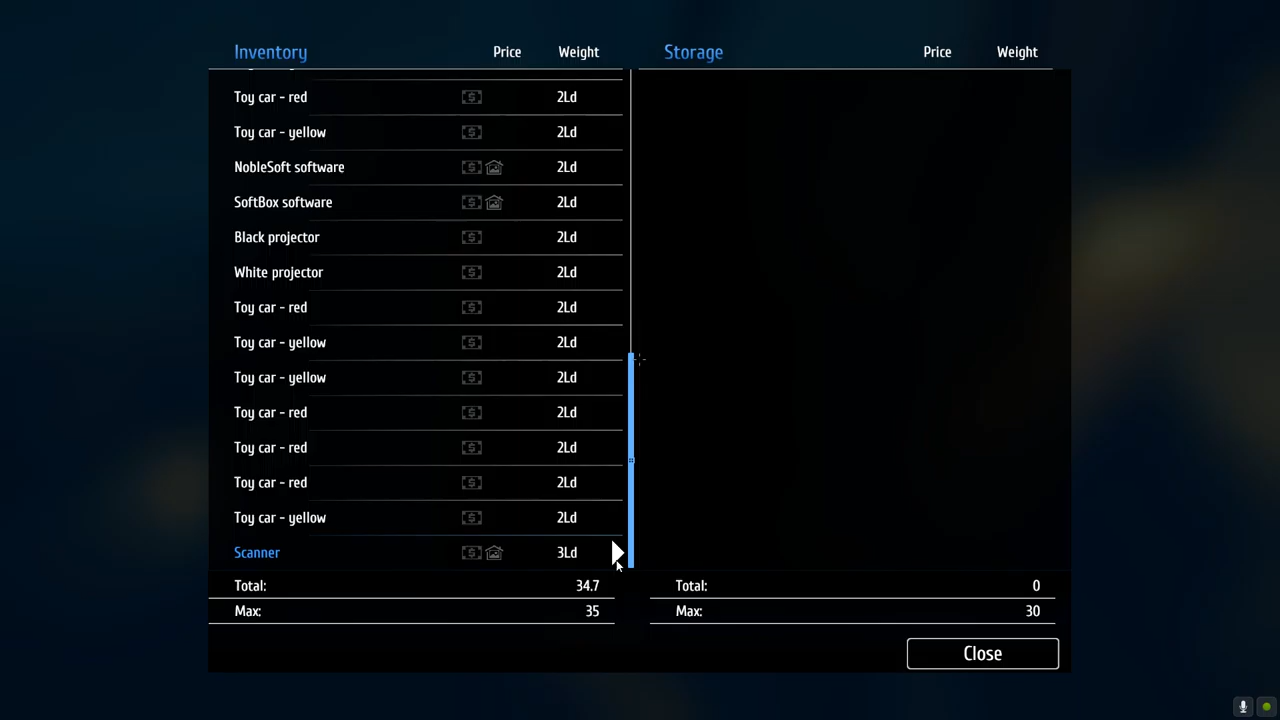 Inventory Price Weight Storage Price Weight
Toy car - red 2Ld
Toy car - yellow 2Ld
NobleSoft software 2Ld
SoftBox software 2Ld
Black projector 2Ld
White projector 2Ld
Toy car - red 2Ld
Toy car - yellow 2Ld
Toy car - yellow 2Ld
Toy car - red 2Ld
Toy car - red 2Ld
Toy car - red 2Ld
Toy car - yellow 2Ld
Scanner 3Ld
Total: 34.7 Total: 0
Max: 35 Max: 30
Close